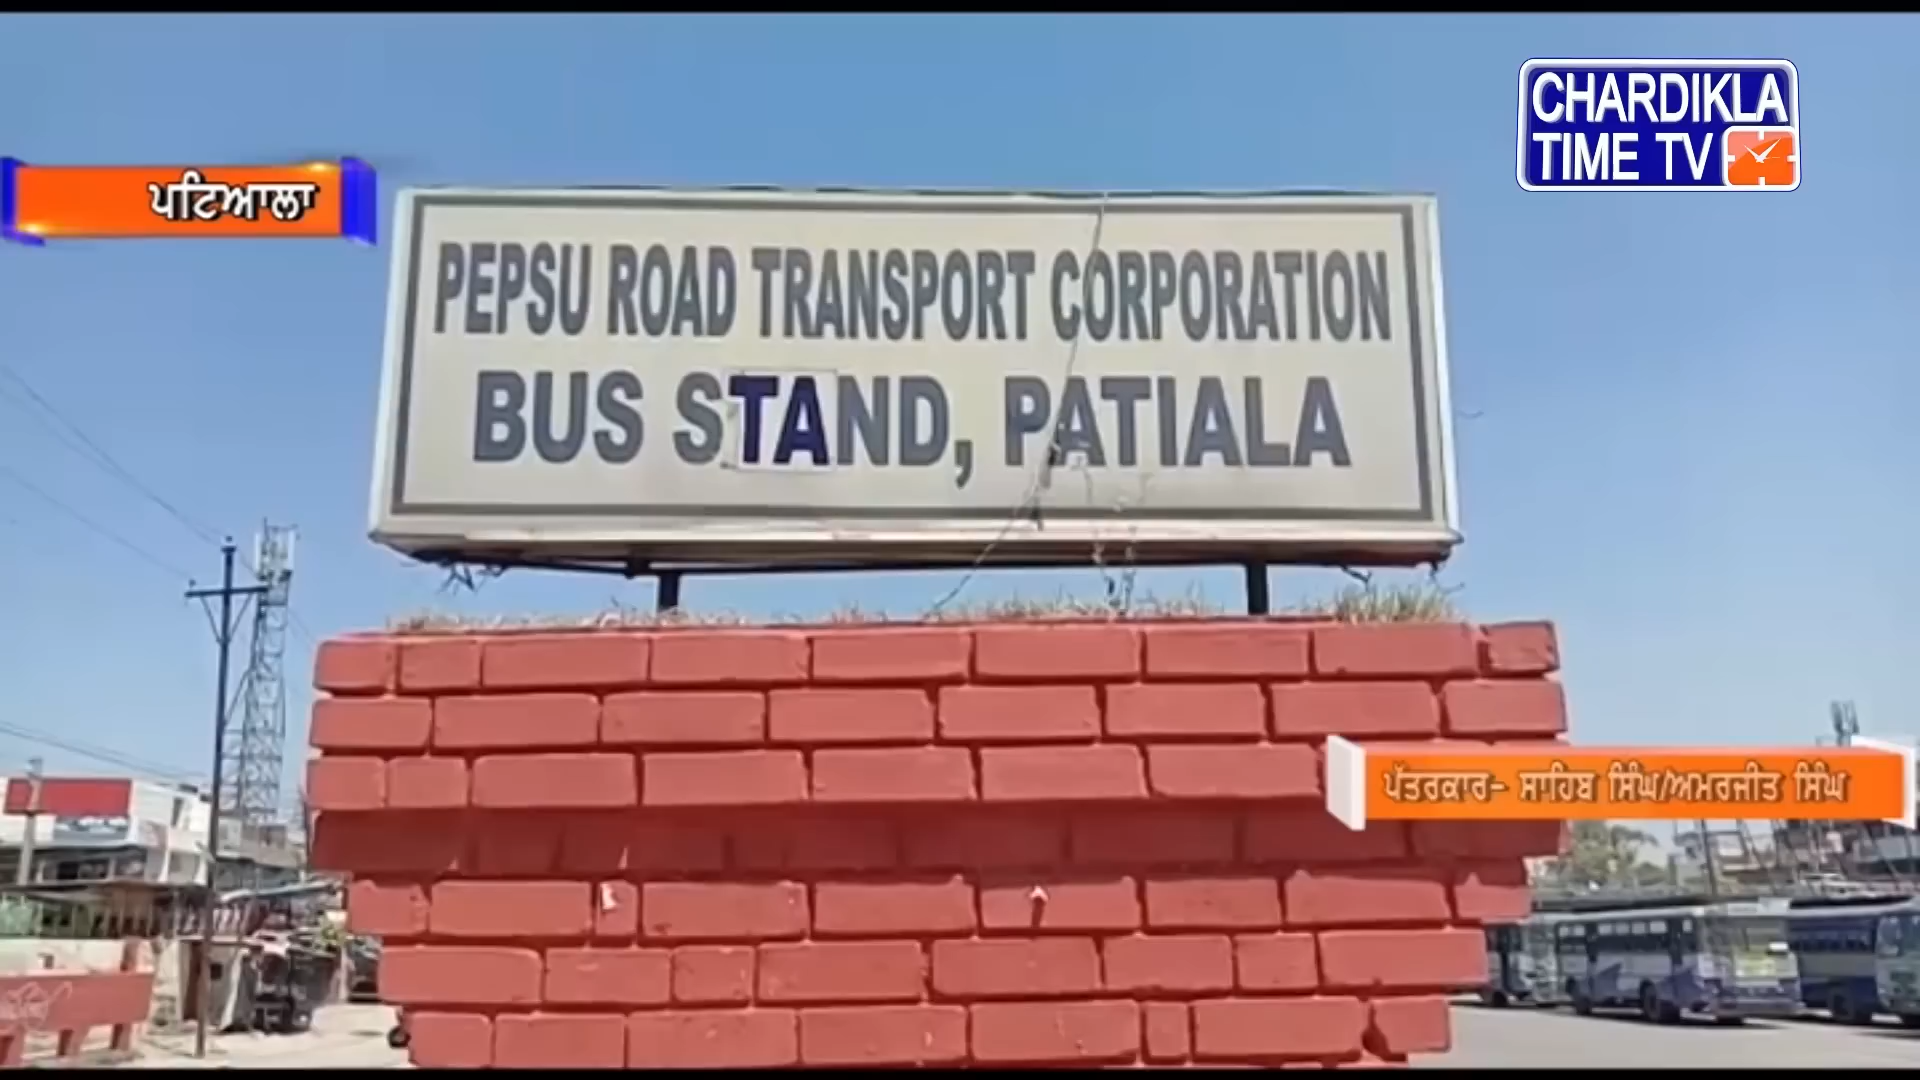 CHARDIKLA
TIME TV
ਪਟਿਆਲਾ
PEPSU ROAD TRANSPORT CORPORATION
BUS STAND, PATIALA
ਪੱਤਰਕਾਰ- ਸਾਹਿਬ ਸਿੰਘ/ਅਮਰਜੀਤ ਸਿੰਘ